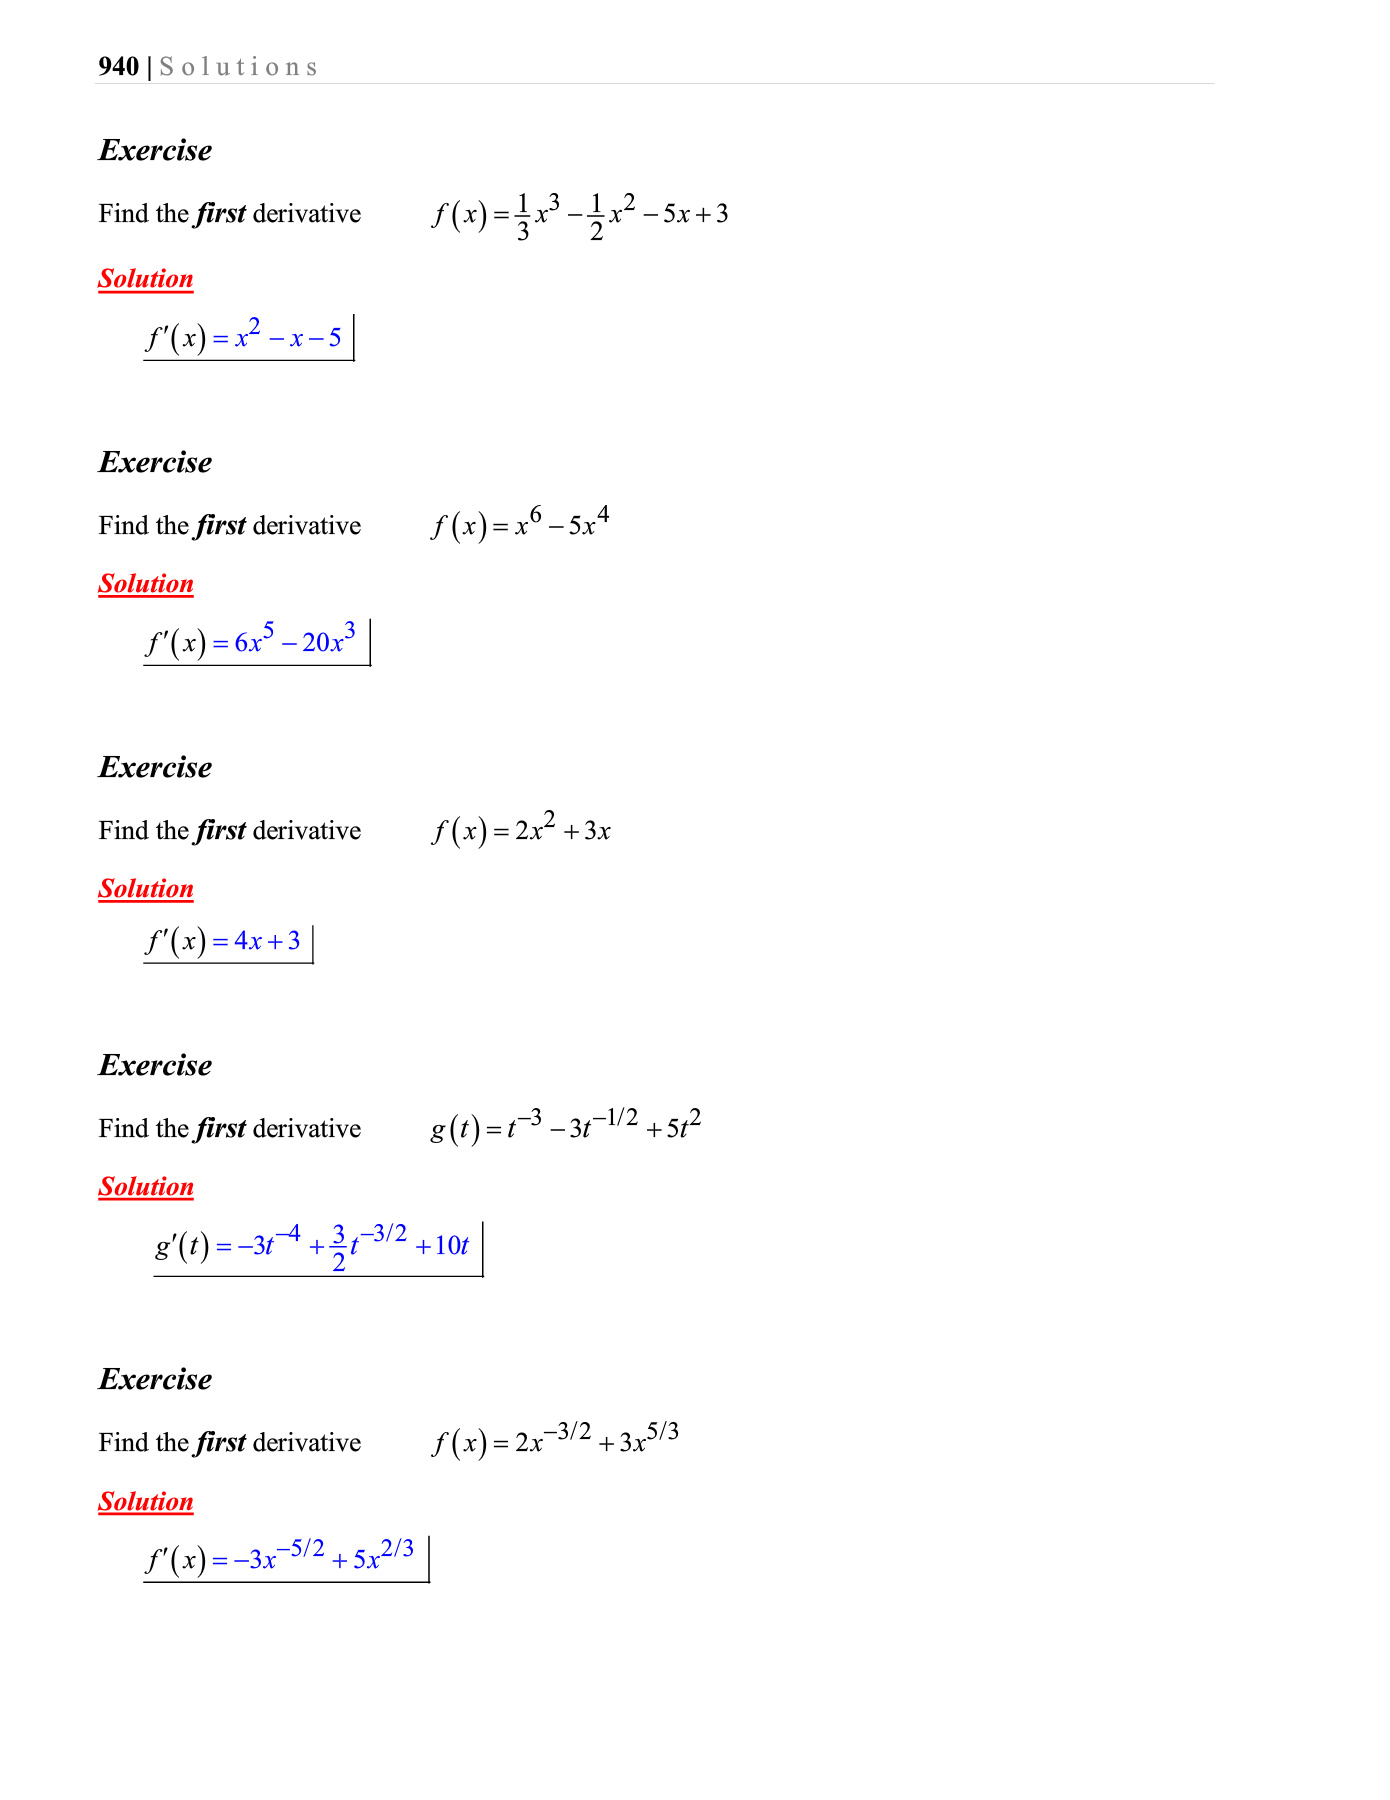 940 | Solutions
Exercise
Find the first derivative f(x) = 1/3 x^3 − 1/2 x^2 − 5x + 3
Solution
f′(x) = x^2 − x − 5
Exercise
Find the first derivative f(x) = x^6 − 5x^4
Solution
f′(x) = 6x^5 − 20x^3
Exercise
Find the first derivative f(x) = 2x^2 + 3x
Solution
f′(x) = 4x + 3
Exercise
Find the first derivative g(t) = t^−3 − 3t^−1/2 + 5t^2
Solution
g′(t) = −3t^−4 + 3/2 t^−3/2 + 10t
Exercise
Find the first derivative f(x) = 2x^−3/2 + 3x^5/3
Solution
f′(x) = −3x^−5/2 + 5x^2/3